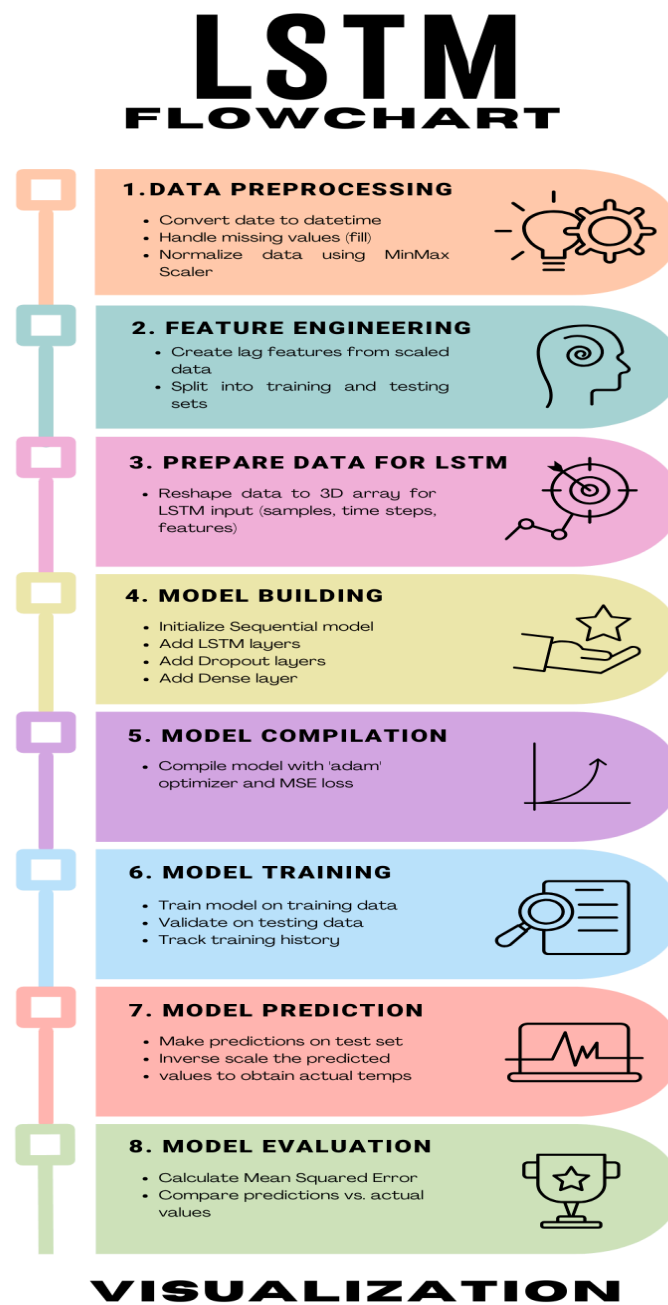 LSTM
FLOWCHART
1.DATA PREPROCESSING
• Convert date to datetime
• Handle missing values (fill)
• Normalize data using MinMax
Scaler
2. FEATURE ENGINEERING
• Create lag features from scaled
data
• Split into training and testing
sets
3. PREPARE DATA FOR LSTM
• Reshape data to 3D array for
LSTM input (samples, time steps,
features)
4. MODEL BUILDING
• Initialize Sequential model
• Add LSTM layers
• Add Dropout layers
• Add Dense layer
5. MODEL COMPILATION
• Compile model with 'adam'
optimizer and MSE loss
6. MODEL TRAINING
• Train model on training data
• Validate on testing data
• Track training history
7. MODEL PREDICTION
• Make predictions on test set
• Inverse scale the predicted
• values to obtain actual temps
8. MODEL EVALUATION
• Calculate Mean Squared Error
• Compare predictions vs. actual
values
VISUALIZATION